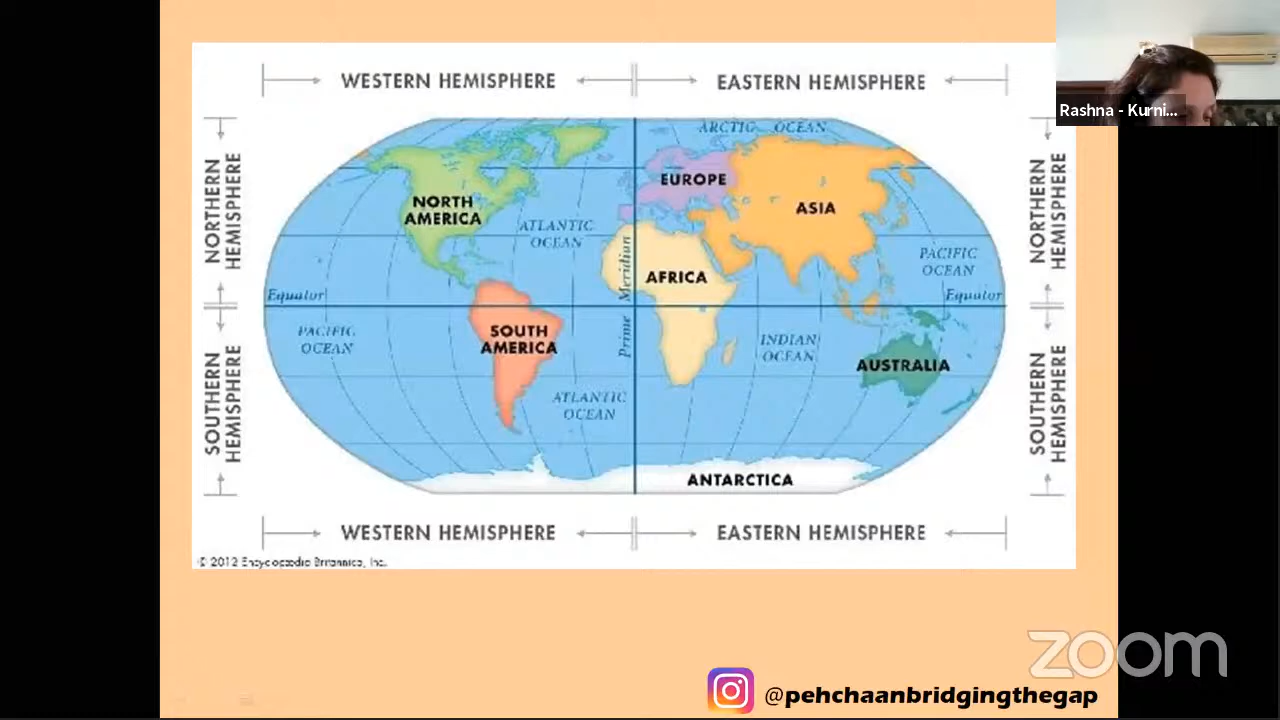 WESTERN HEMISPHERE
EASTERN HEMISPHERE
Rashna - Kurni...
ARCTIC OCEAN
NORTHERN
HEMISPHERE
NORTH
AMERICA
ATLANTIC
OCEAN
EUROPE
ASIA
PACIFIC
OCEAN
NORTHERN
HEMISPHERE
AFRICA
Prime Meridian
Equator
Equator
PACIFIC
OCEAN
SOUTH
AMERICA
INDIAN
OCEAN
AUSTRALIA
SOUTHERN
HEMISPHERE
ATLANTIC
OCEAN
SOUTHERN
HEMISPHERE
ANTARCTICA
WESTERN HEMISPHERE
EASTERN HEMISPHERE
© 2012 Encyclopædia Britannica, Inc.
zoom
@pehchaanbridgingthegap